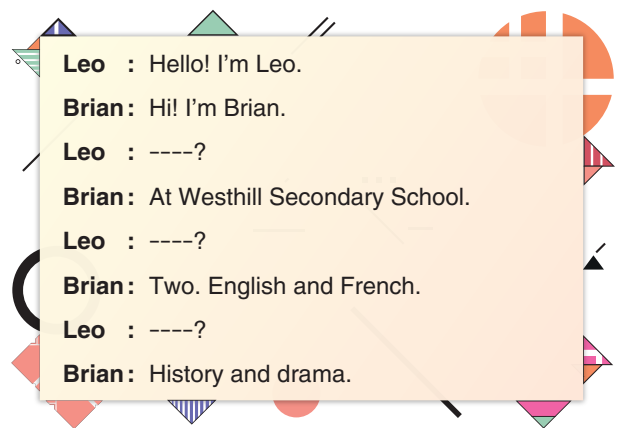 Leo : Hello! I'm Leo.
Brian: Hi! I'm Brian.
Leo : ----?
Brian: At Westhill Secondary School.
Leo : ----?
Brian: Two. English and French.
Leo : ----?
Brian: History and drama.